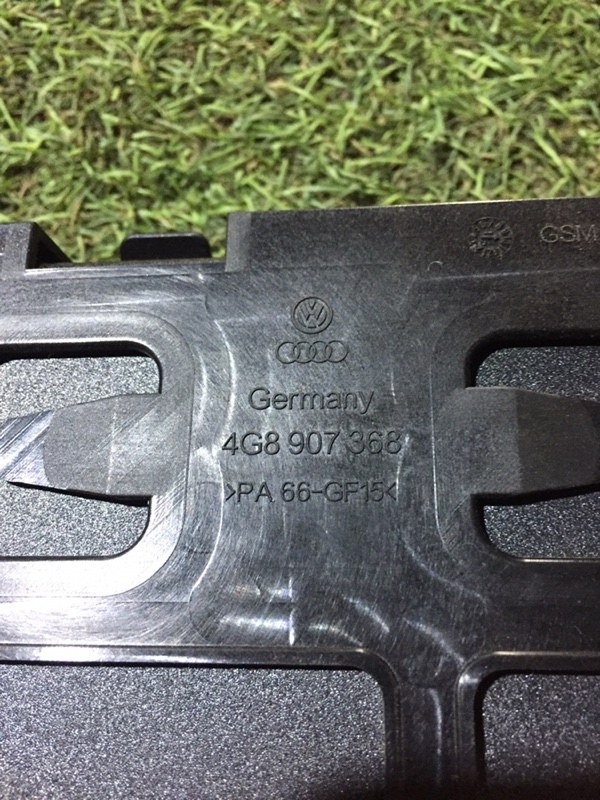 GSM
Germany
4G8 907 368
>PA 66-GF15<